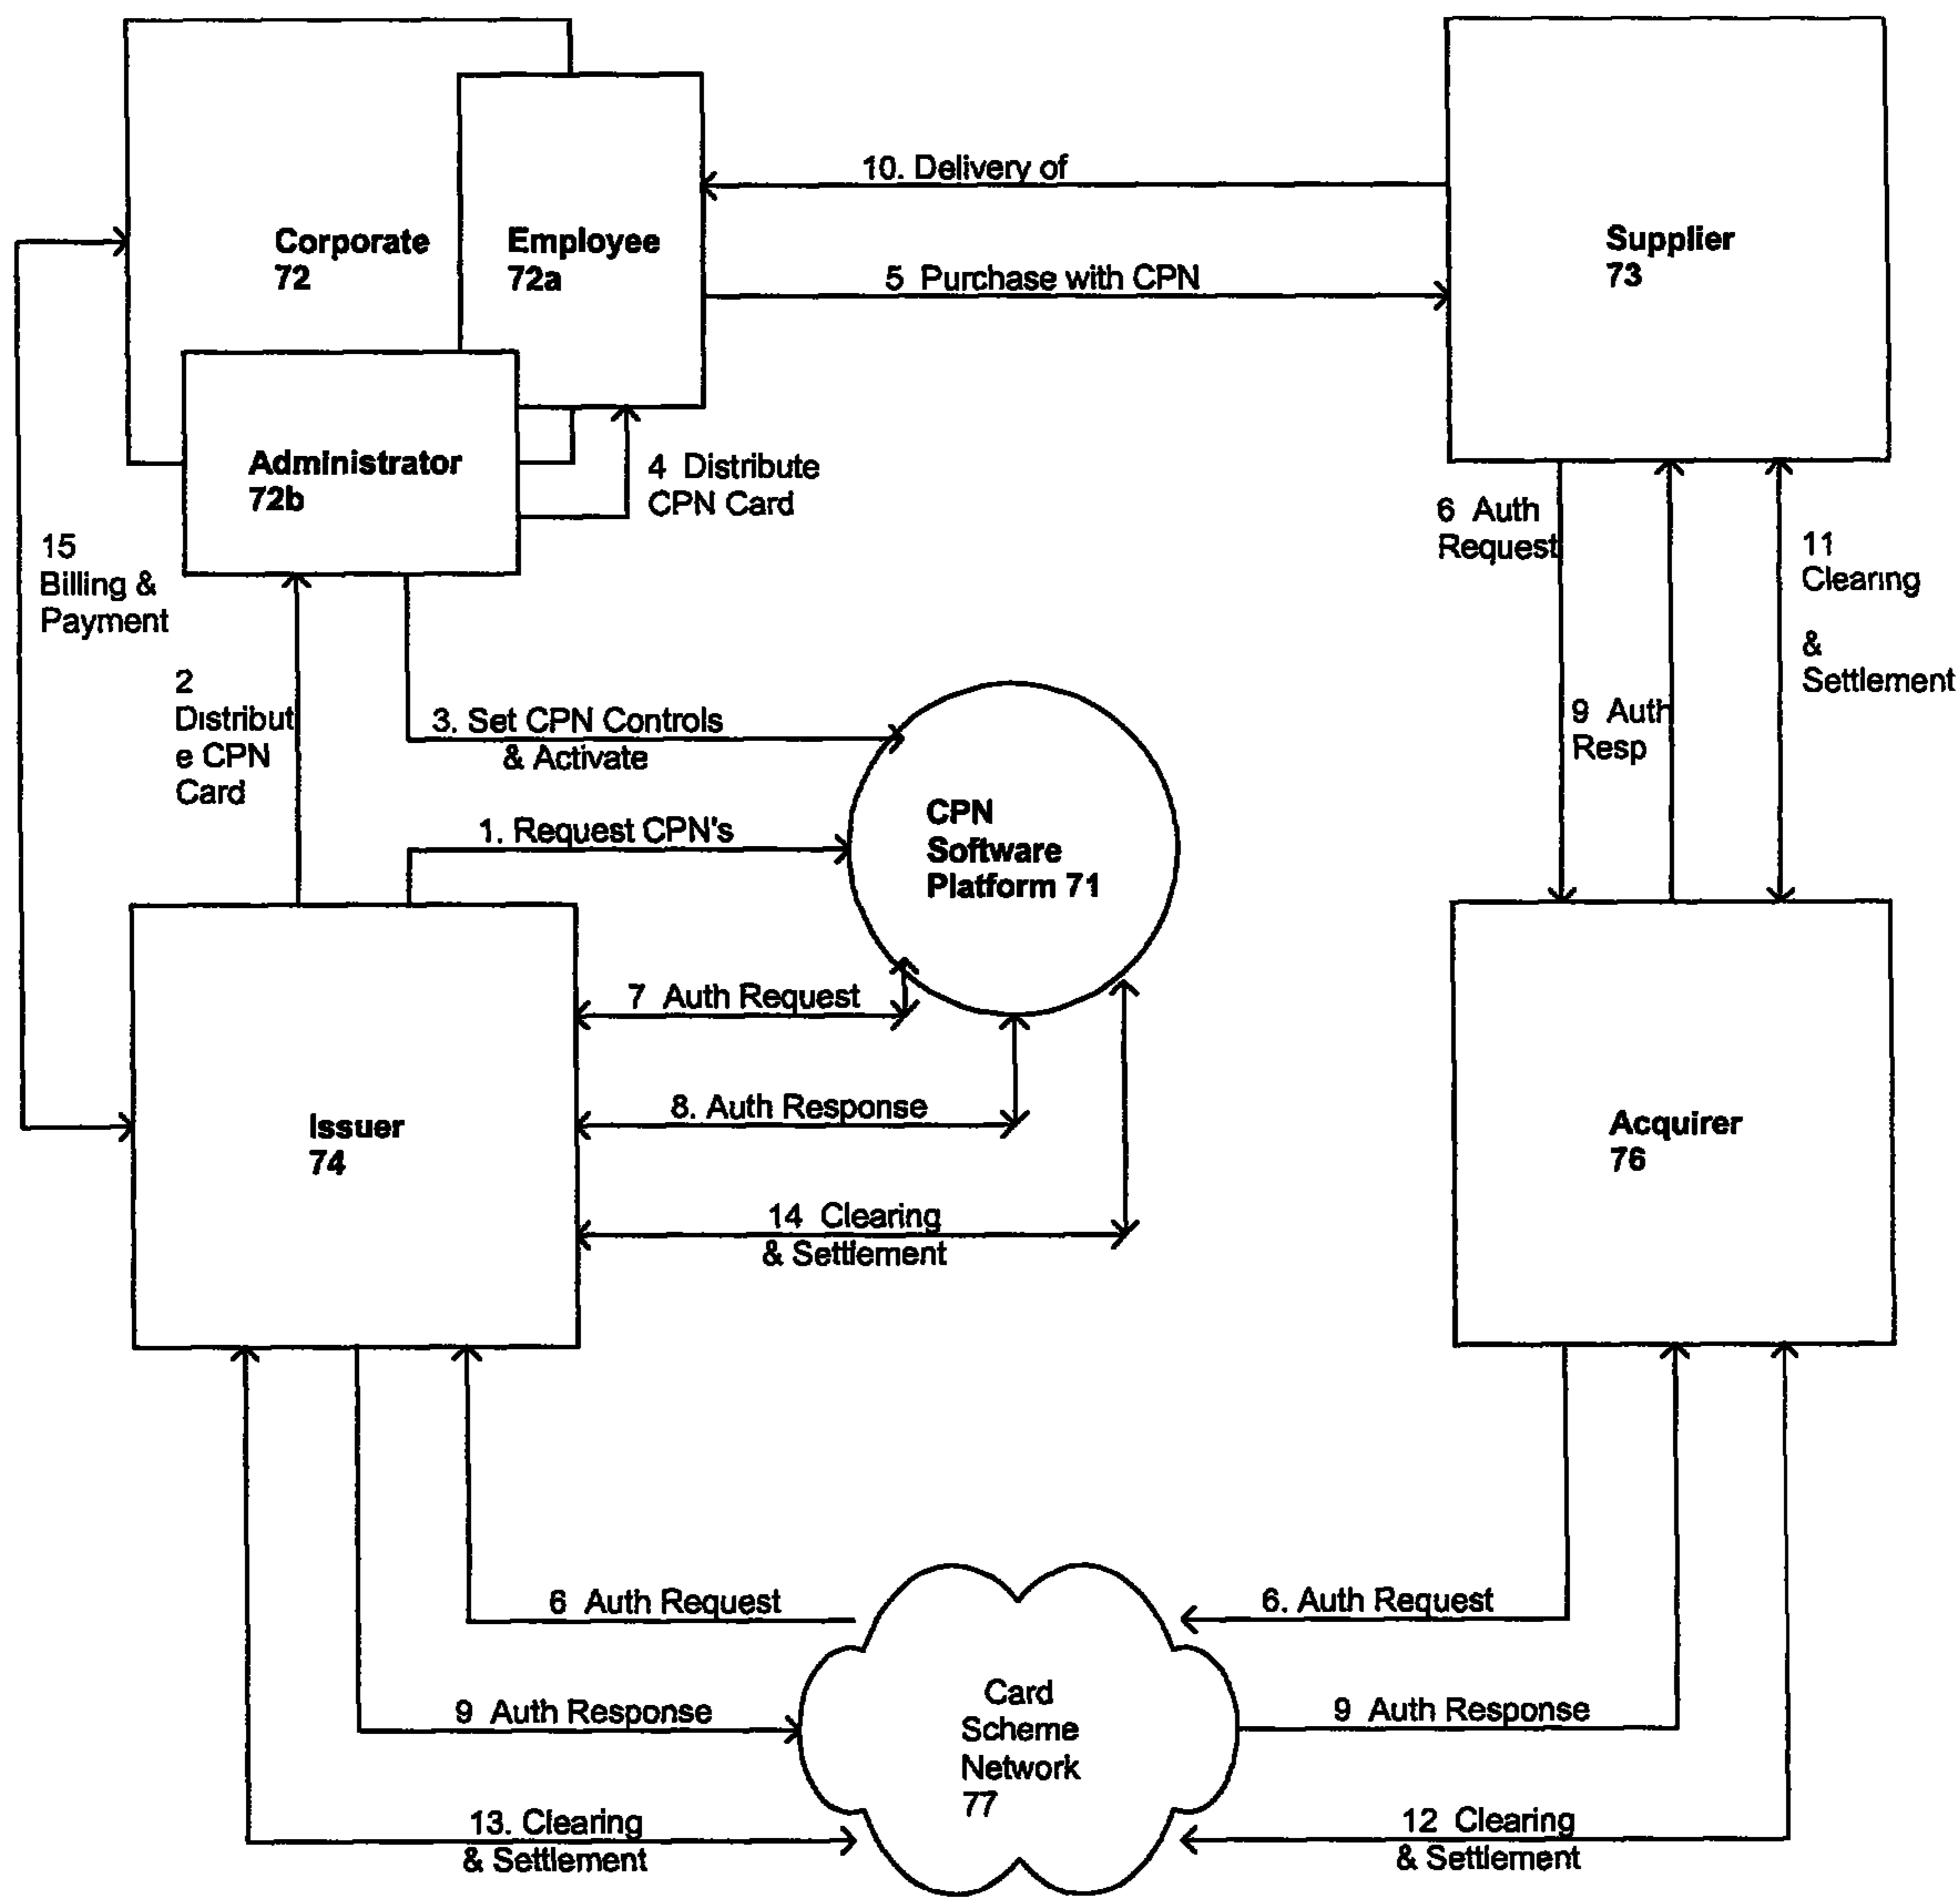 10. Delivery of
Corporate
72
Employee
72a
Supplier
73
5 Purchase with CPN
Administrator
72b
4 Distribute
CPN Card
6 Auth
Request
11
Clearing
&
Settlement
15
Billing &
Payment
2
Distribut
e CPN
Card
9 Auth
Resp
3. Set CPN Controls
& Activate
1. Request CPN's
CPN
Software
Platform 71
7 Auth Request
8. Auth Response
Issuer
74
Acquirer
76
14 Clearing
& Settlement
6 Auth Request
6. Auth Request
Card
Scheme
Network
77
9 Auth Response
9 Auth Response
13. Clearing
& Settlement
12 Clearing
& Settlement